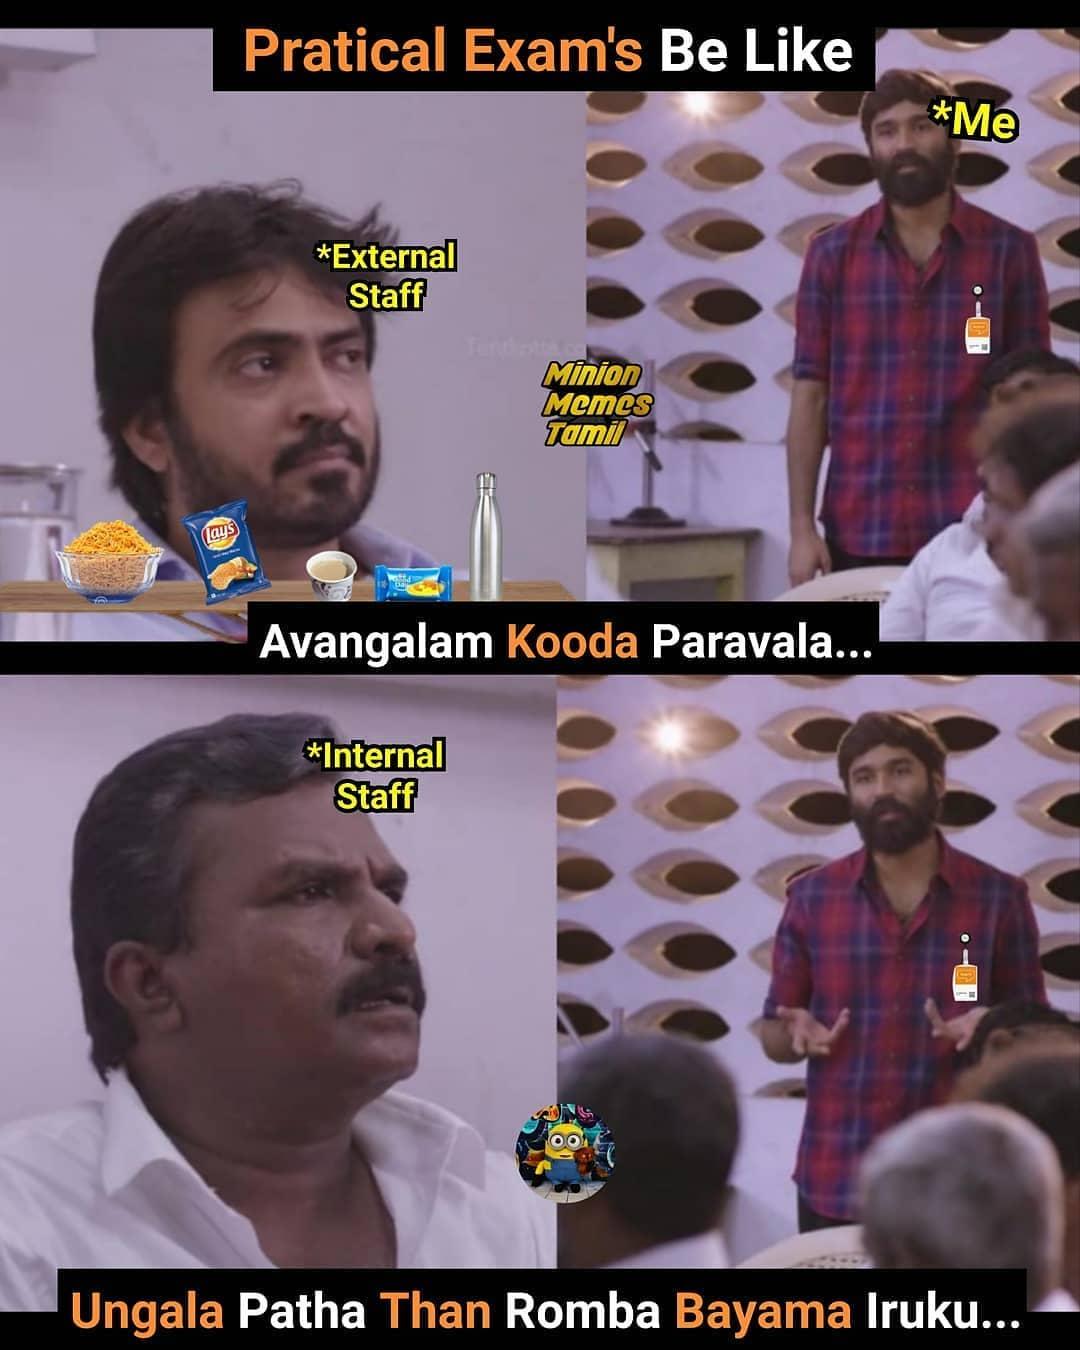 Pratical Exam's Be Like
*Me
*External
Staff
Lays
Minion
Memes
Tamil
Avangalam Kooda Paravala...
*Internal
Staff
Ungala Patha Than Romba Bayama Iruku...